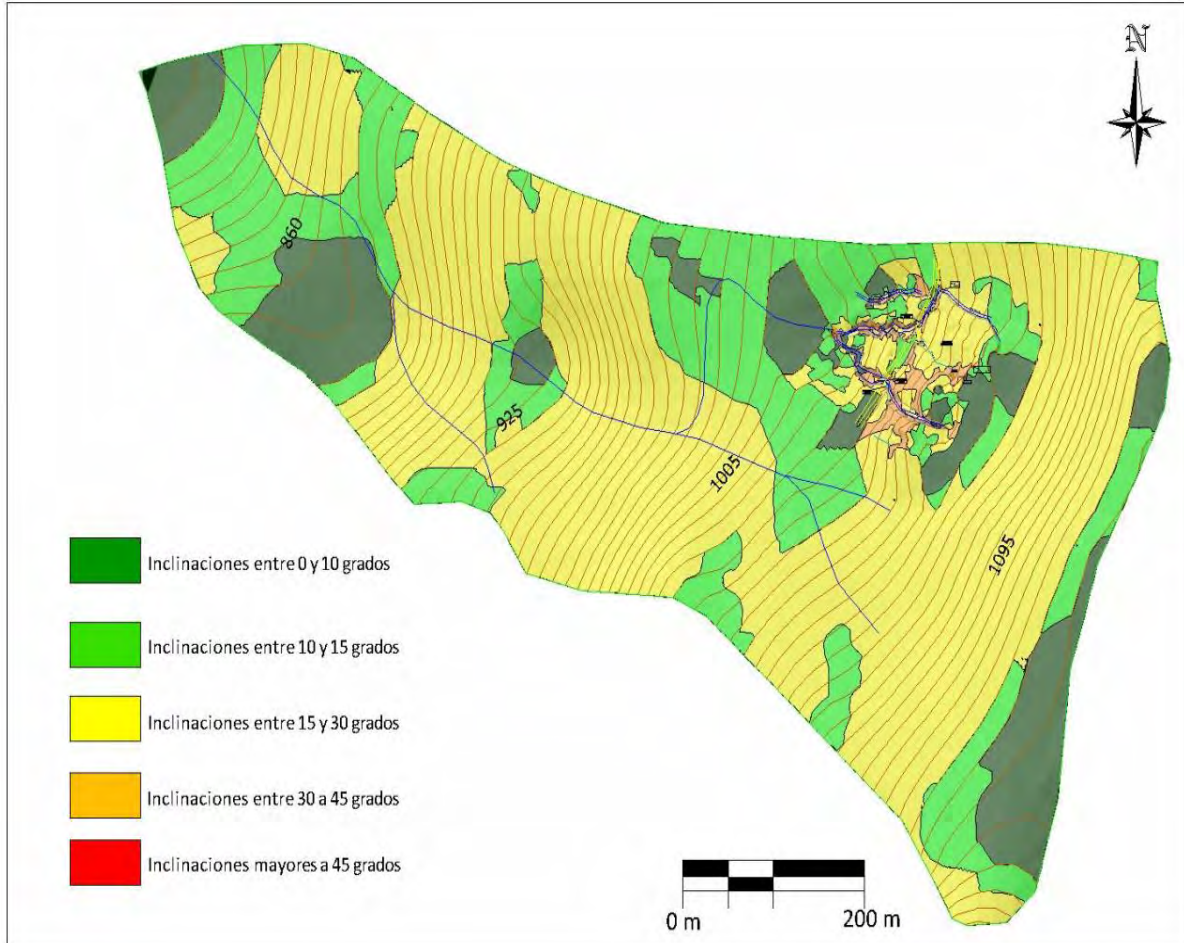 N
860
925
1005
1095
Inclinaciones entre 0 y 10 grados
Inclinaciones entre 10 y 15 grados
Inclinaciones entre 15 y 30 grados
Inclinaciones entre 30 a 45 grados
Inclinaciones mayores a 45 grados
0 m
200 m